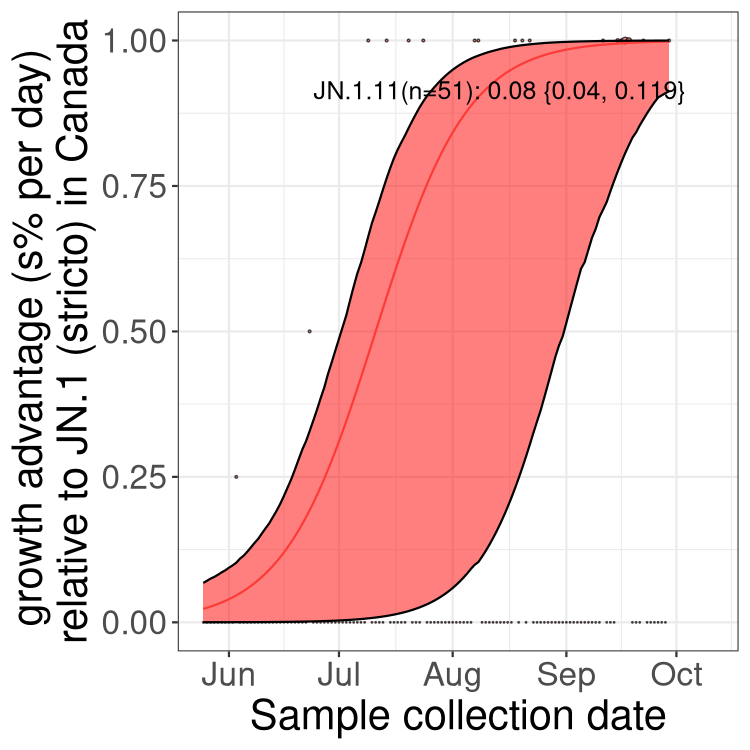 growth advantage (s% per day)
relative to JN.1 (stricto) in Canada
1.00
0.75
0.50
0.25
0.00
JN.1.11(n=51): 0.08 {0.04, 0.119}
Jun Jul Aug Sep Oct
Sample collection date